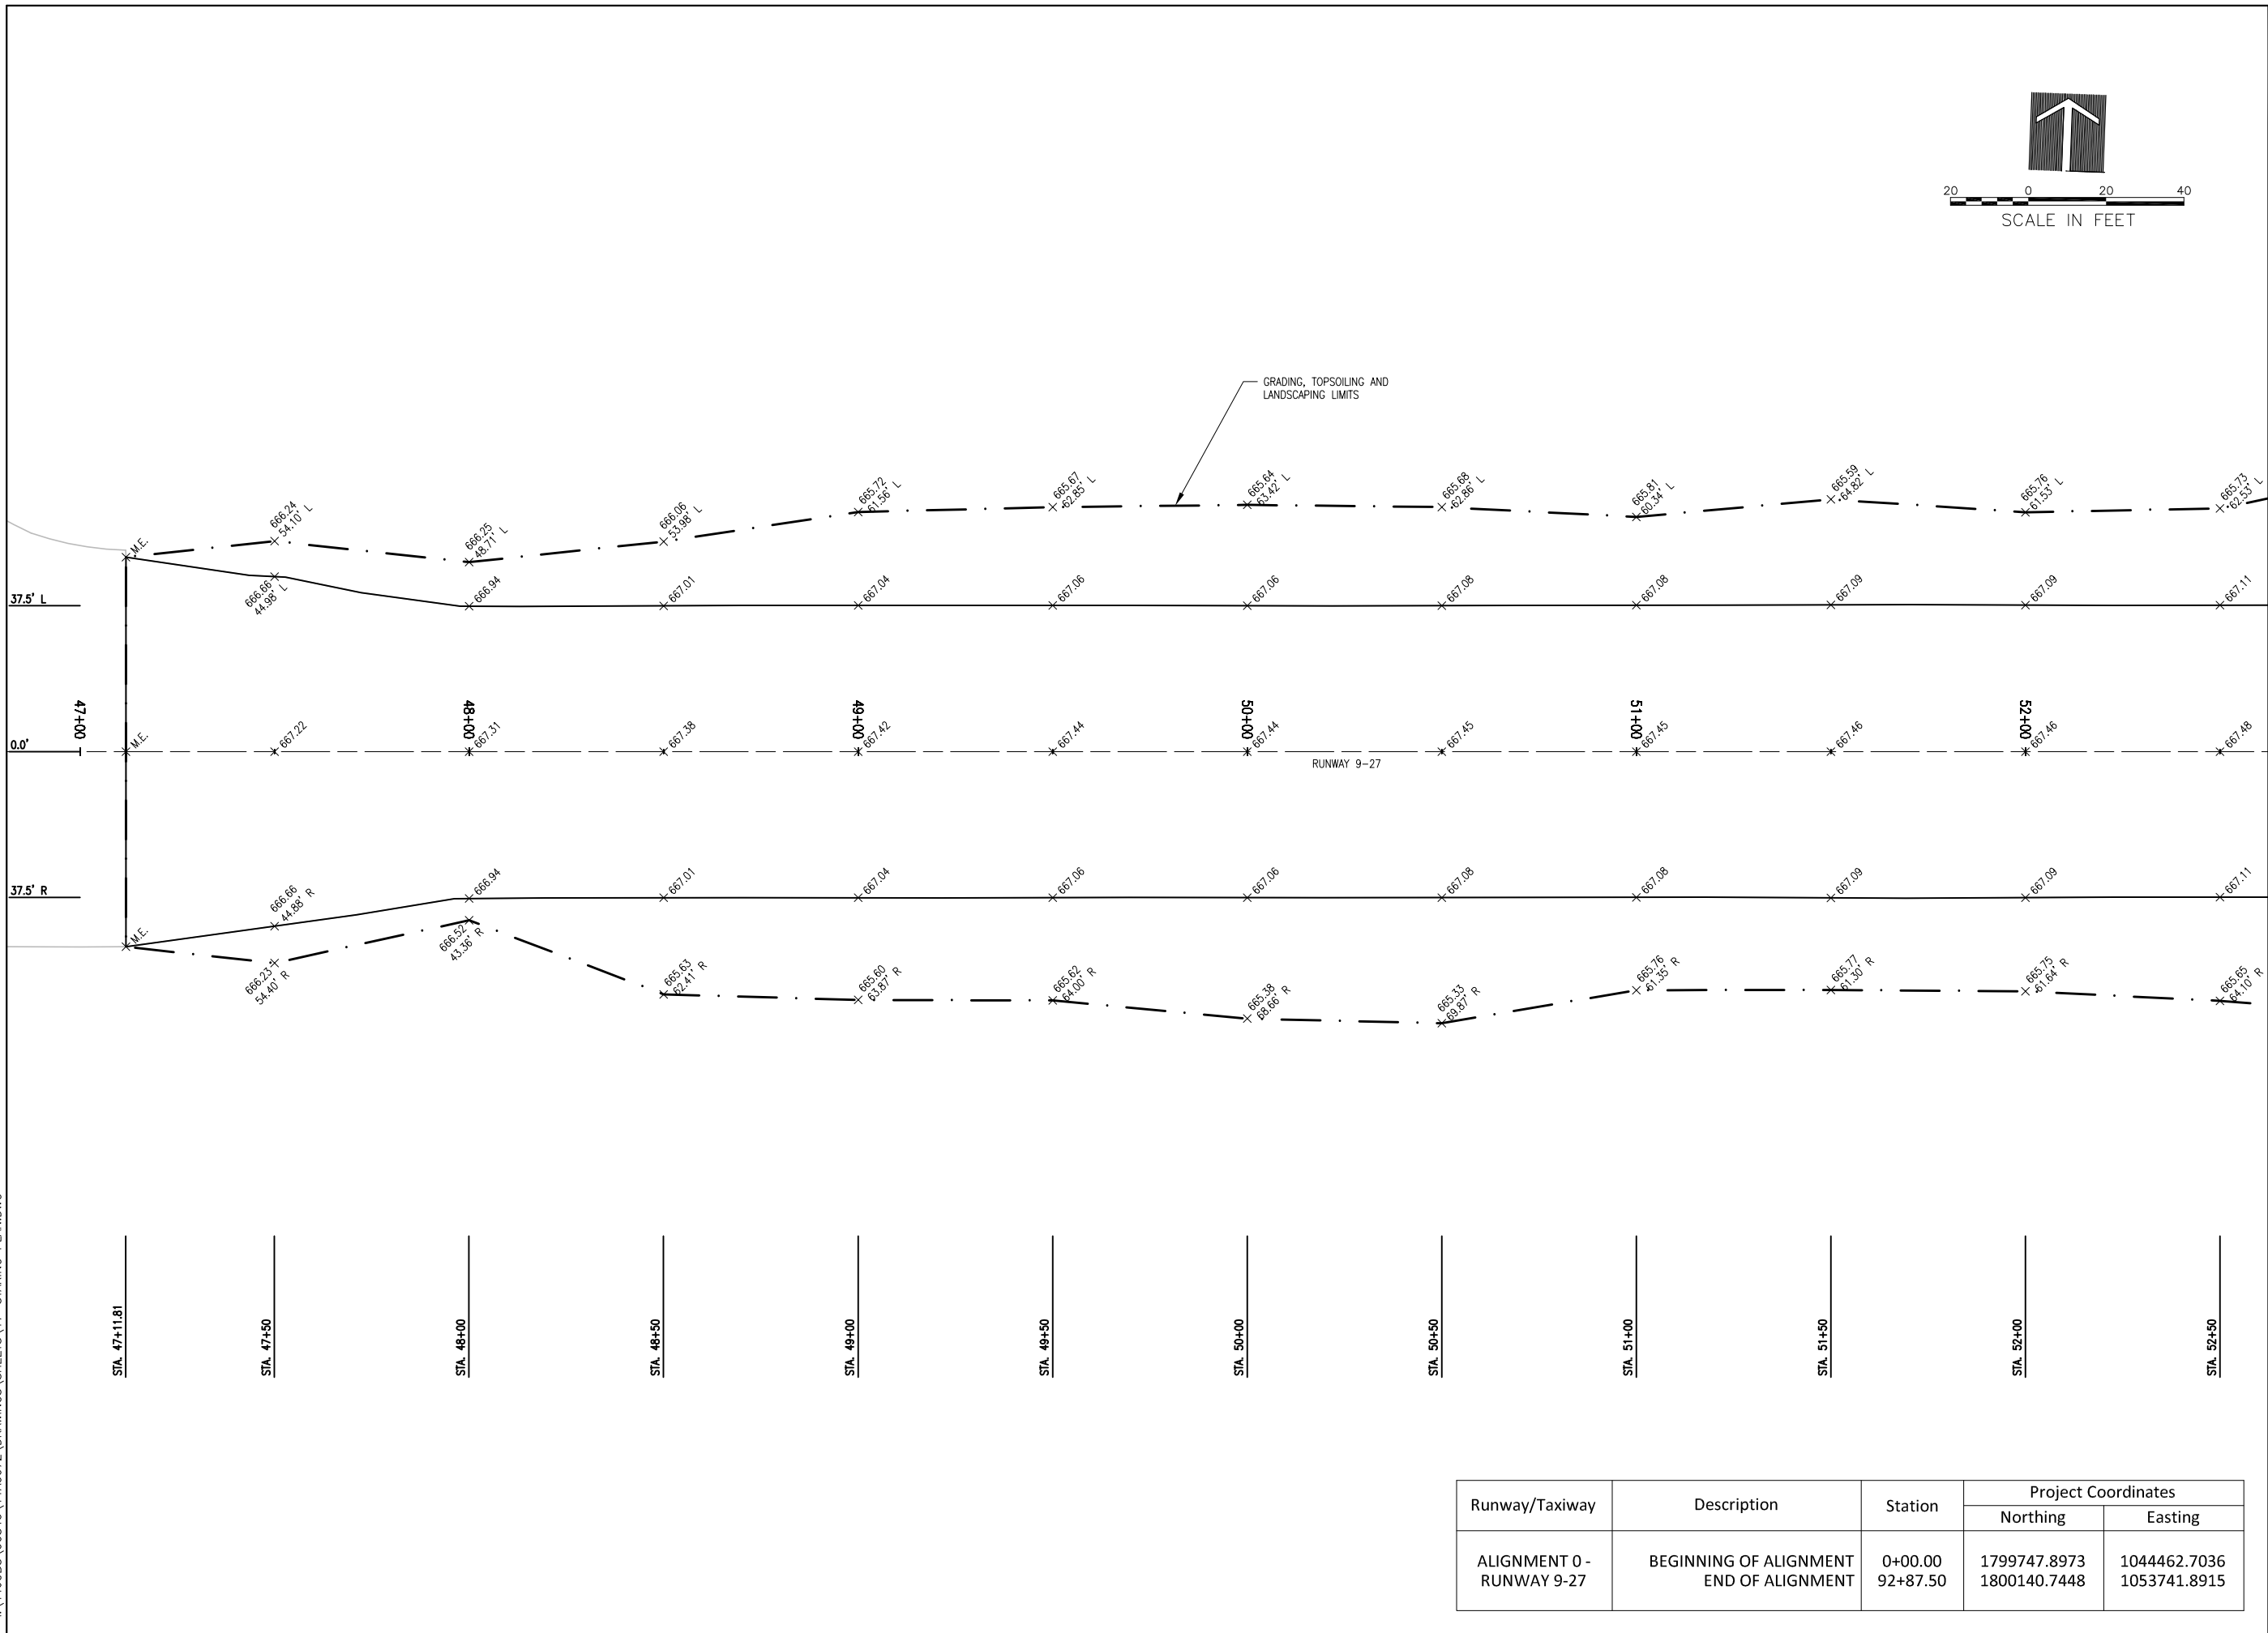 20 0 20 40
SCALE IN FEET
GRADING, TOPSOILING AND
LANDSCAPING LIMITS
M.E.
666.24
54.10' L
666.25
48.71' L
666.06
53.98' L
665.72
61.56' L
665.67
62.85' L
665.64
63.42' L
665.68
62.86' L
665.81
60.34' L
665.59
64.82' L
665.76
61.53' L
665.73
62.53' L
37.5' L
666.66
44.98' L
666.94
667.01
667.04
667.06
667.06
667.08
667.08
667.09
667.09
667.11
47+00
48+00
49+00
50+00
51+00
52+00
0.0'
M.E.
667.22
667.31
667.38
667.42
667.44
667.44
667.45
667.45
667.46
667.46
667.48
RUNWAY 9-27
37.5' R
666.66
44.88' R
666.94
667.01
667.04
667.06
667.06
667.08
667.08
667.09
667.09
667.11
M.E.
666.23
54.40' R
666.52
43.36' R
665.63
62.41' R
665.60
63.87' R
665.62
64.00' R
665.38
68.66' R
665.33
69.87' R
665.76
61.35' R
665.77
61.30' R
665.75
61.64' R
665.65
64.10' R
STA. 47+11.81
STA. 47+50
STA. 48+00
STA. 48+50
STA. 49+00
STA. 49+50
STA. 50+00
STA. 50+50
STA. 51+00
STA. 51+50
STA. 52+00
STA. 52+50
Runway/Taxiway Description Station Project Coordinates
Northing Easting
ALIGNMENT 0 - BEGINNING OF ALIGNMENT 0+00.00 1799747.8973 1044462.7036
RUNWAY 9-27 END OF ALIGNMENT 92+87.50 1800140.7448 1053741.8915